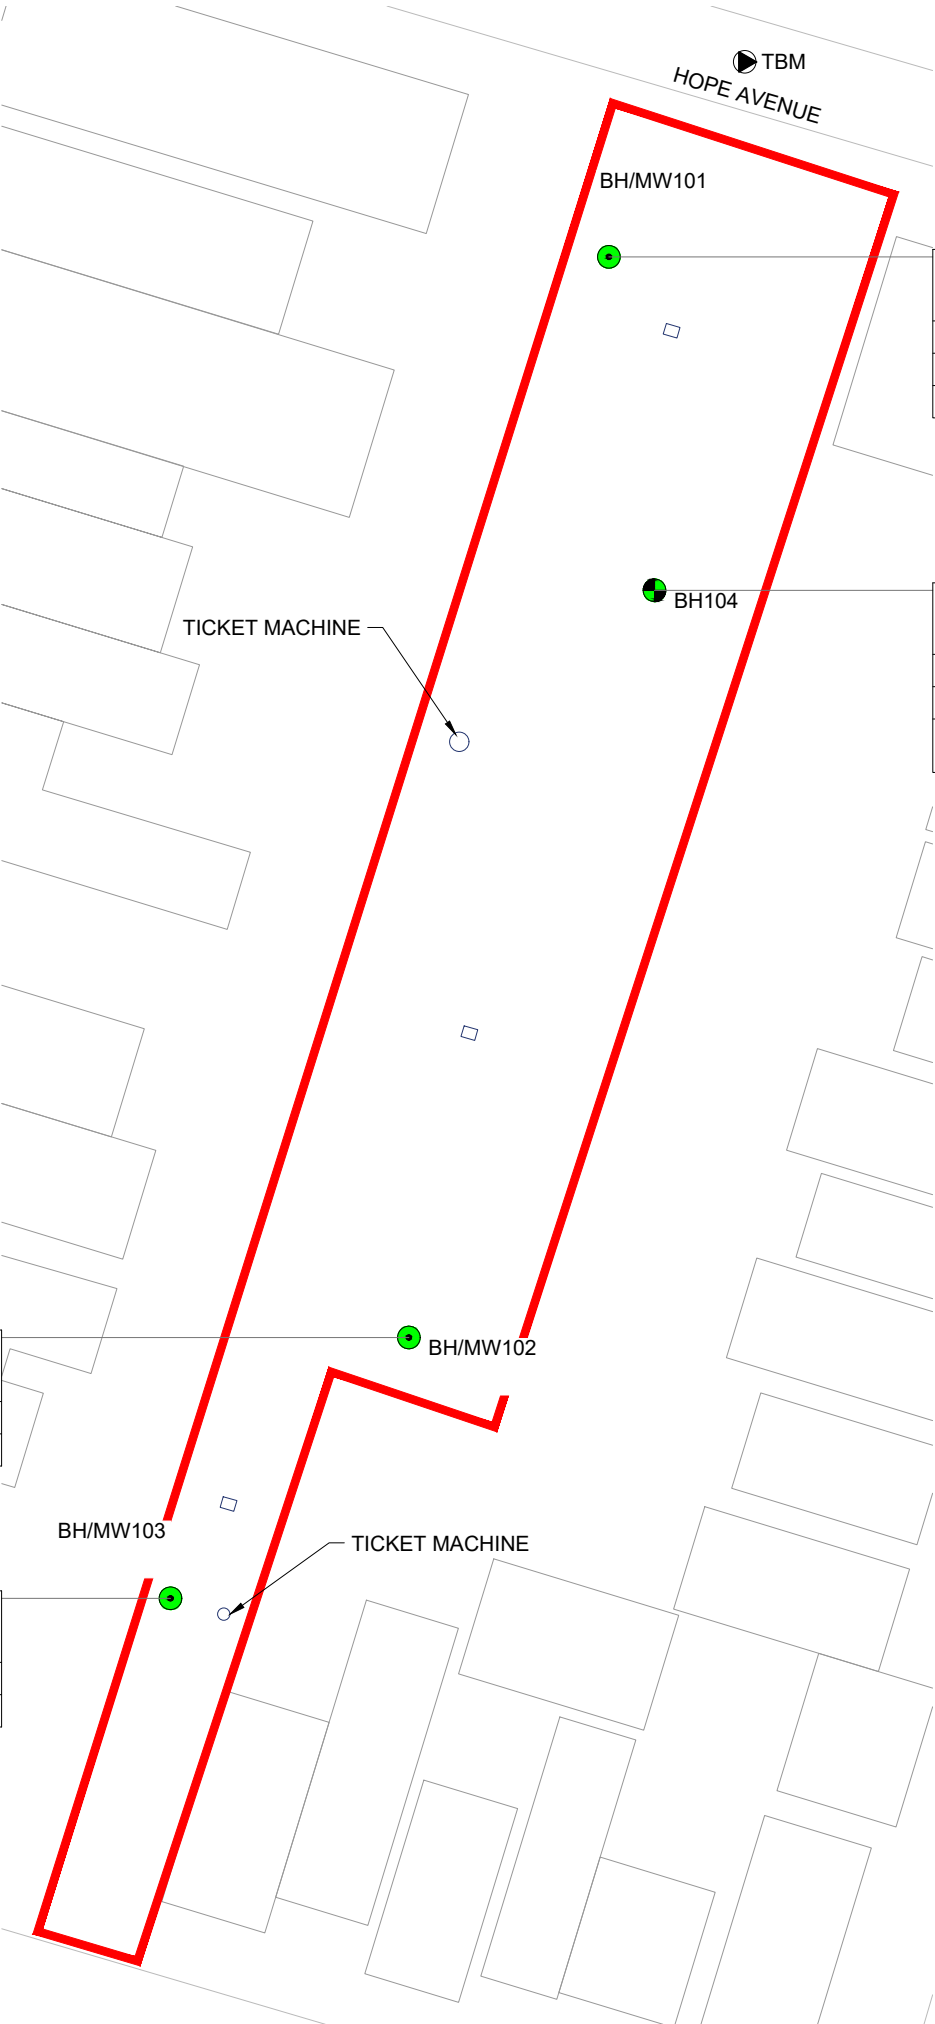 TBM
HOPE AVENUE
BH/MW101
BH104
TICKET MACHINE
BH/MW102
BH/MW103
TICKET MACHINE